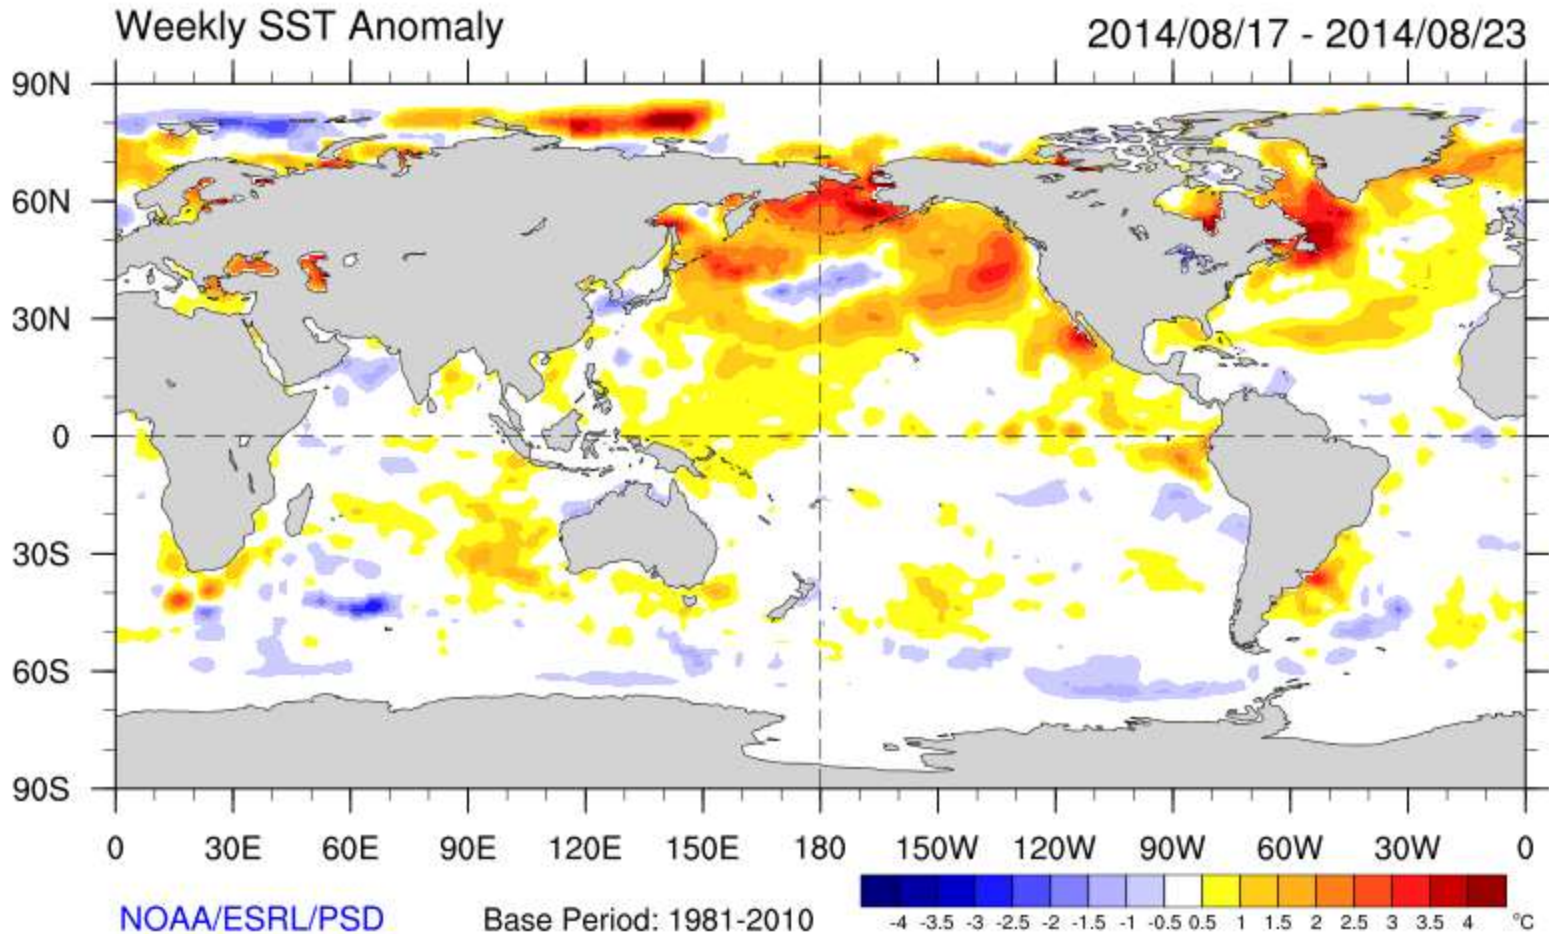 Weekly SST Anomaly 2014/08/17 - 2014/08/23
90N
60N
30N
0
30S
60S
90S
0 30E 60E 90E 120E 150E 180 150W 120W 90W 60W 30W 0
NOAA/ESRL/PSD Base Period: 1981-2010
-4 -3.5 -3 -2.5 -2 -1.5 -1 -0.5 0.5 1 1.5 2 2.5 3 3.5 4 °C